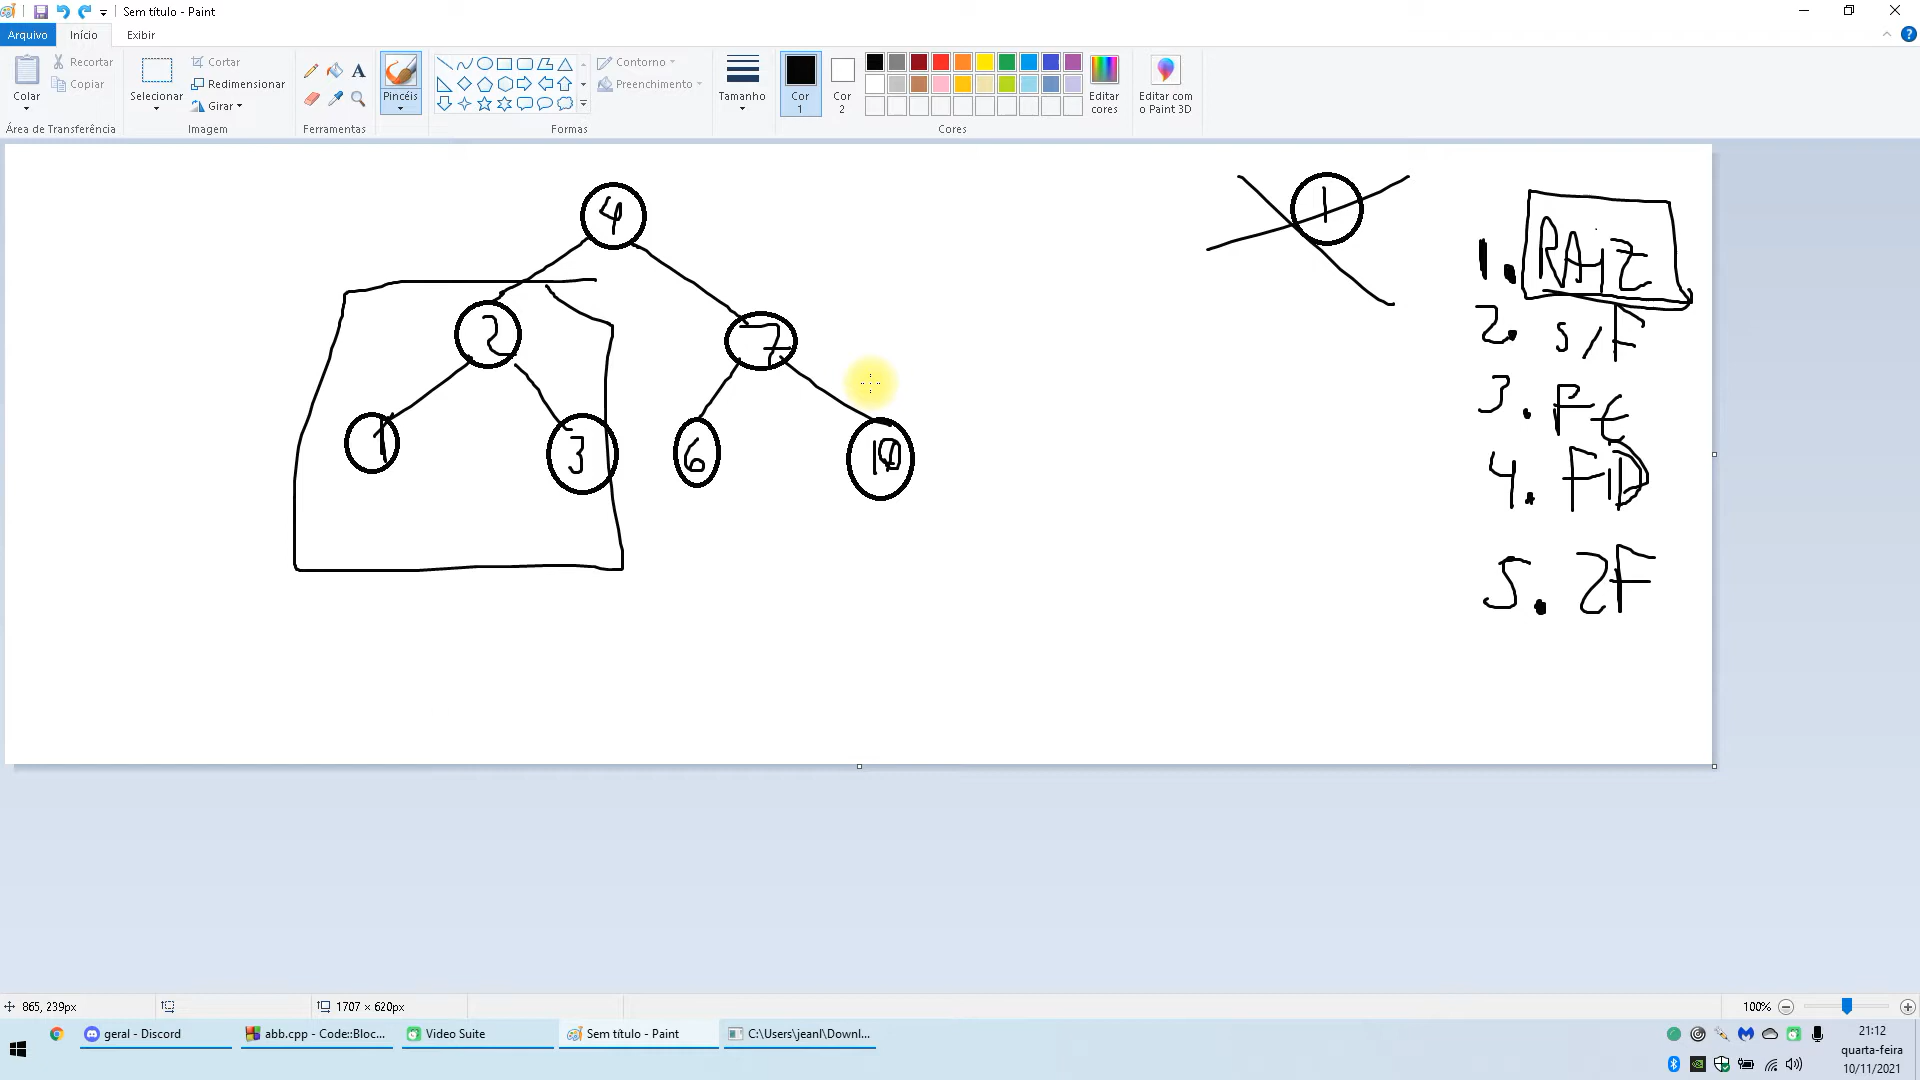 Sem título - Paint
Arquivo
Início
Exibir
Colar
Recortar
Copiar
Área de Transferência
Selecionar
Cortar
Redimensionar
Girar
Imagem
Ferramentas
Pincéis
Contorno
Preenchimento
Formas
Tamanho
Cor
1
Cor
2
Editar
cores
Editar com
o Paint 3D
Cores
4
2
7
1
3
6
10
1
1. RAIZ
2. S/F
3. FE
4. FD
5. 2F
865, 239px
1707 × 620px
100%
geral - Discord
abb.cpp - Code::Bloc...
Video Suite
Sem título - Paint
C:\Users\jeanl\Downl...
21:12
quarta-feira
10/11/2021